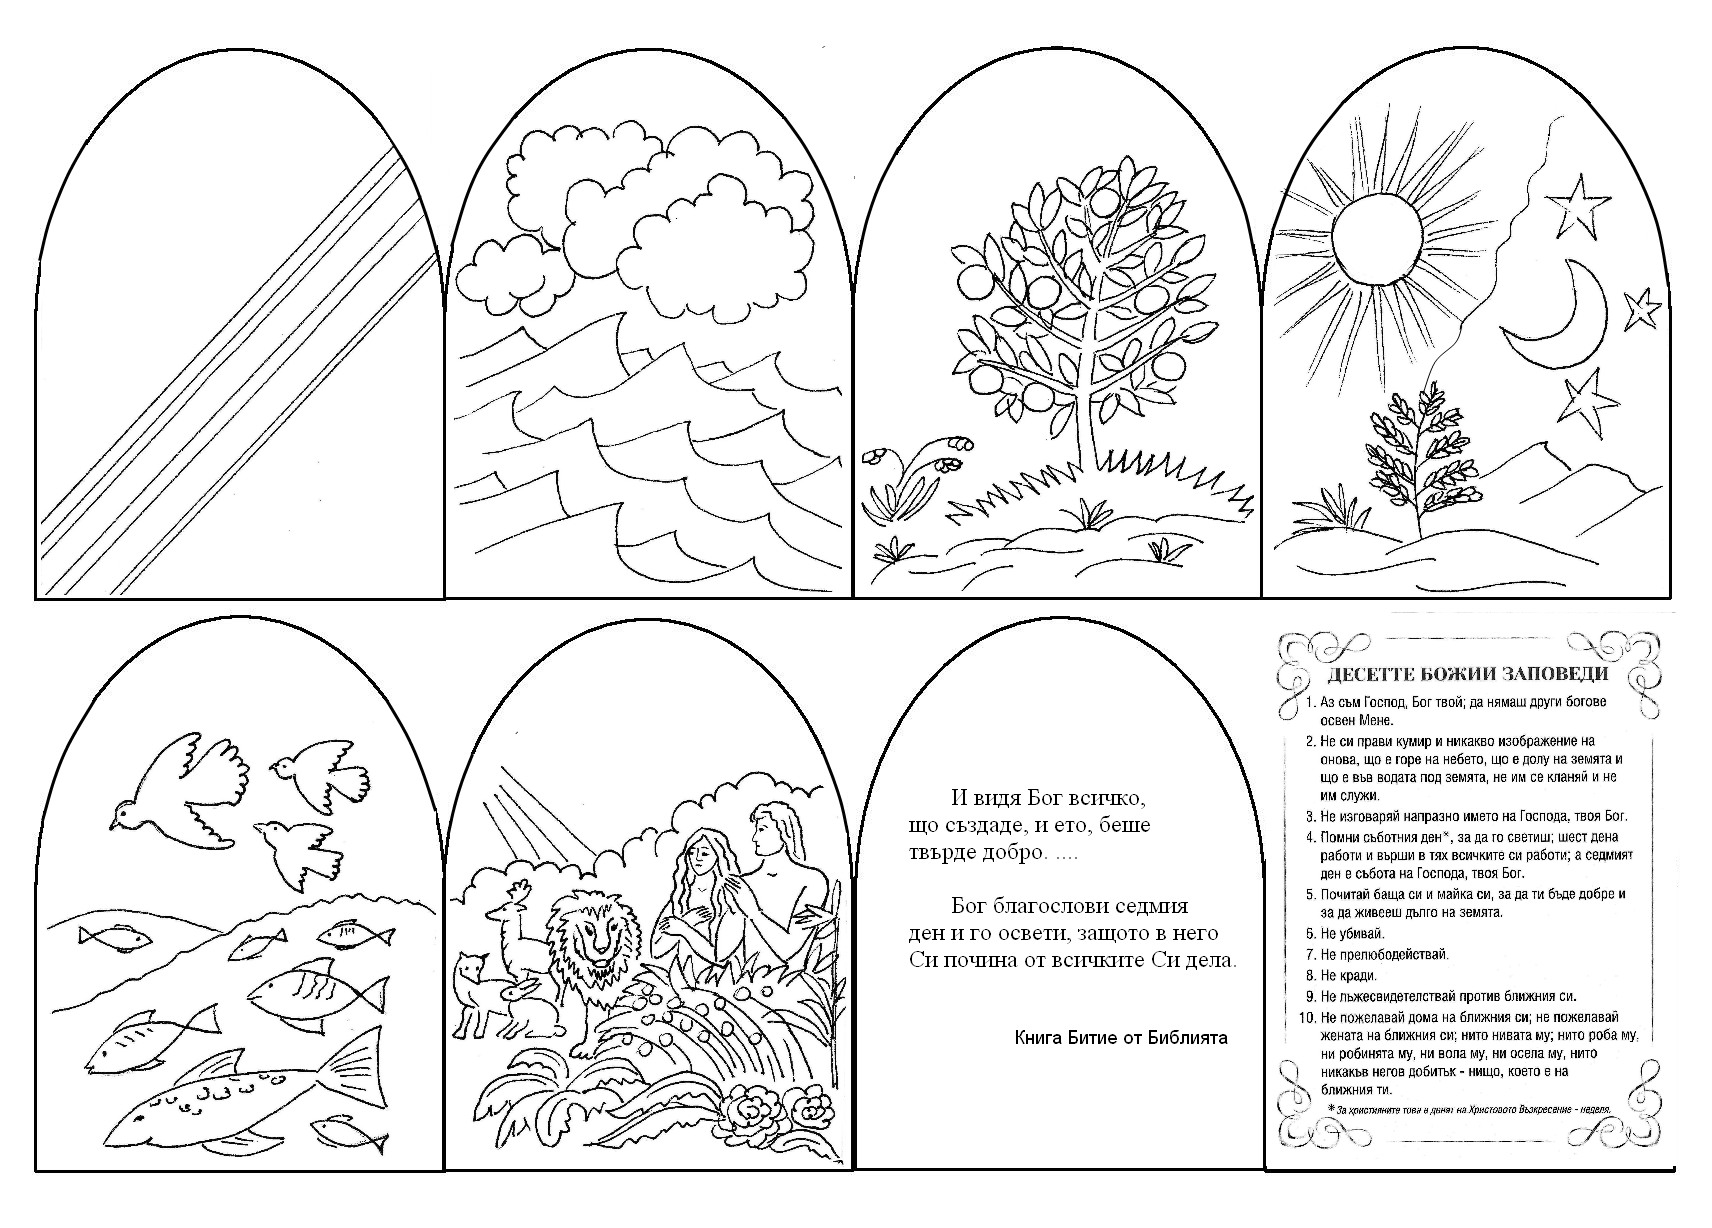 И видя Бог всичко,
що създаде, и ето, беше
твърде добро. ....
Бог благослови седмия
ден и го освети, защото в него
Си почина от всичките Си дела.
Книга Битие от Библията
ДЕСЕТТЕ БОЖИИ ЗАПОВЕДИ
1. Аз съм Господ, Бог твой; да нямаш други богове
освен Мене.
2. Не си прави кумир и никакво изображение на
онова, що е горе на небето, що е долу на земята и
що е във водата под земята, не им се кланяй и не
им служи.
3. Не изговаряй напразно името на Господа, твоя Бог.
4. Помни съботния ден*, за да го светиш; шест дена
работи и върши в тях всичките си работи; а седмият
ден е събота на Господа, твоя Бог.
5. Почитай баща си и майка си, за да ти бъде добре и
за да живееш дълго на земята.
6. Не убивай.
7. Не прелюбодействай.
8. Не кради.
9. Не лъжесвидетелствай против ближния си.
10. Не пожелавай дома на ближния си; не пожелавай
жената на ближния си; нито нивата му; нито роба му,
ни робинята му, ни вола му, ни осела му, нито
никакъв негов добитък - нищо, което е на
ближния ти.
* За християните това е денят на Христовото Възкресение - неделя.